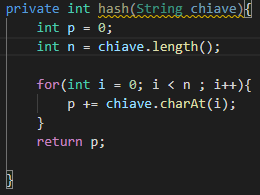 private int hash(String chiave){
int p = 0;
int n = chiave.length();
for(int i = 0; i < n ; i++){
p += chiave.charAt(i);
}
return p;
}